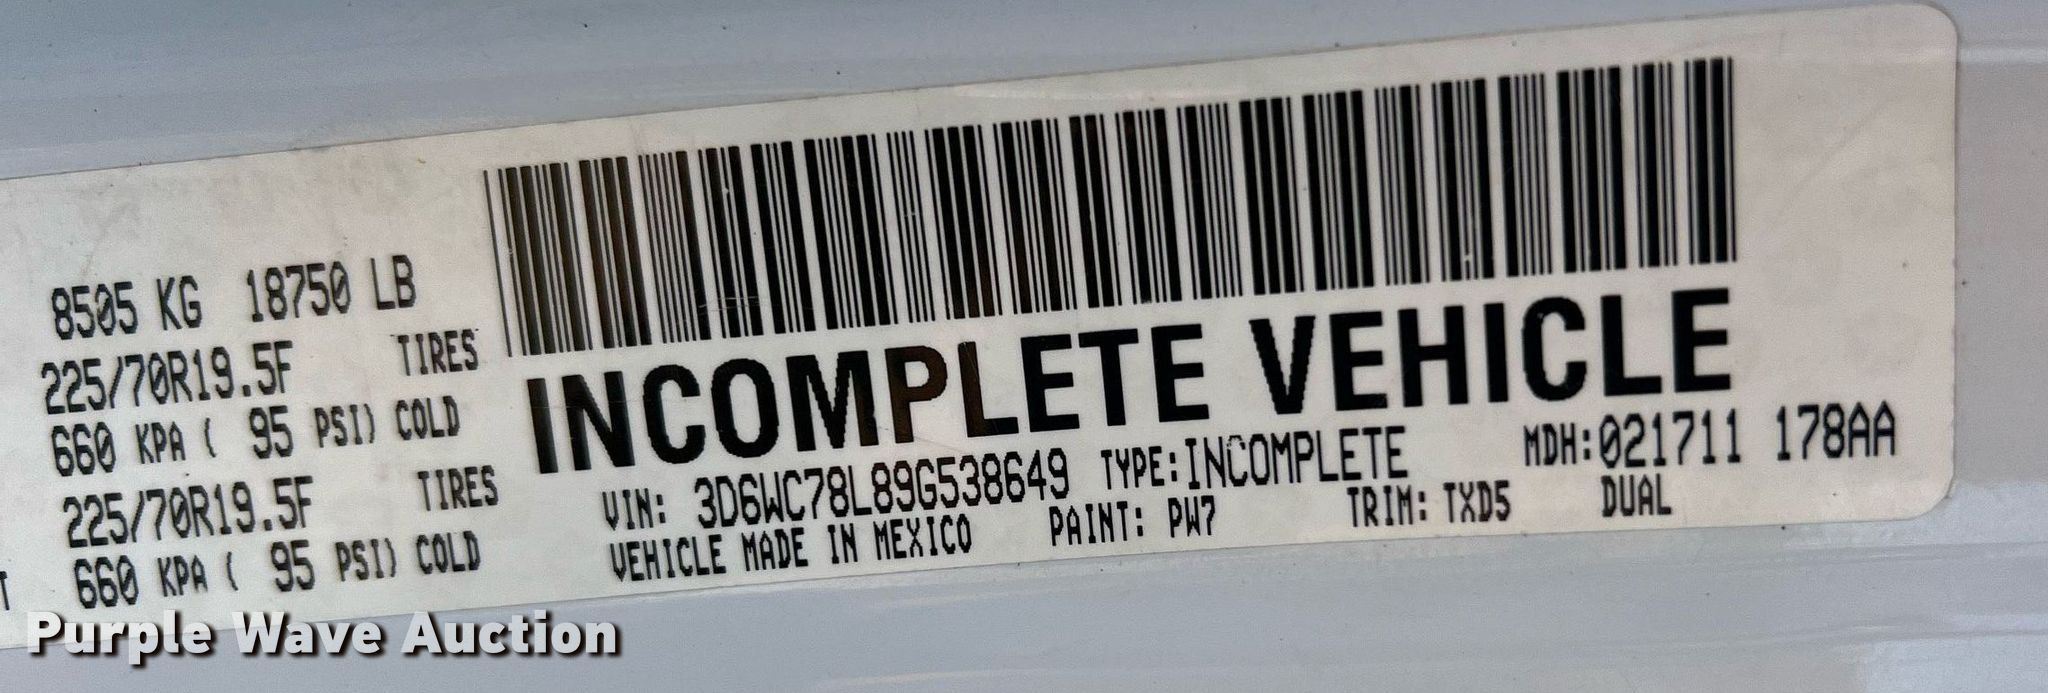 8505 KG 18750 LB
225/70R19.5F TIRES
660 KPA ( 95 PSI) COLD
225/70R19.5F TIRES
T 660 KPA ( 95 PSI) COLD
INCOMPLETE VEHICLE
VIN: 3D6WC78L89G538649 TYPE:INCOMPLETE MDH:021711 178AA
VEHICLE MADE IN MEXICO PAINT: PW7 TRIM: TXD5 DUAL
Purple Wave Auction